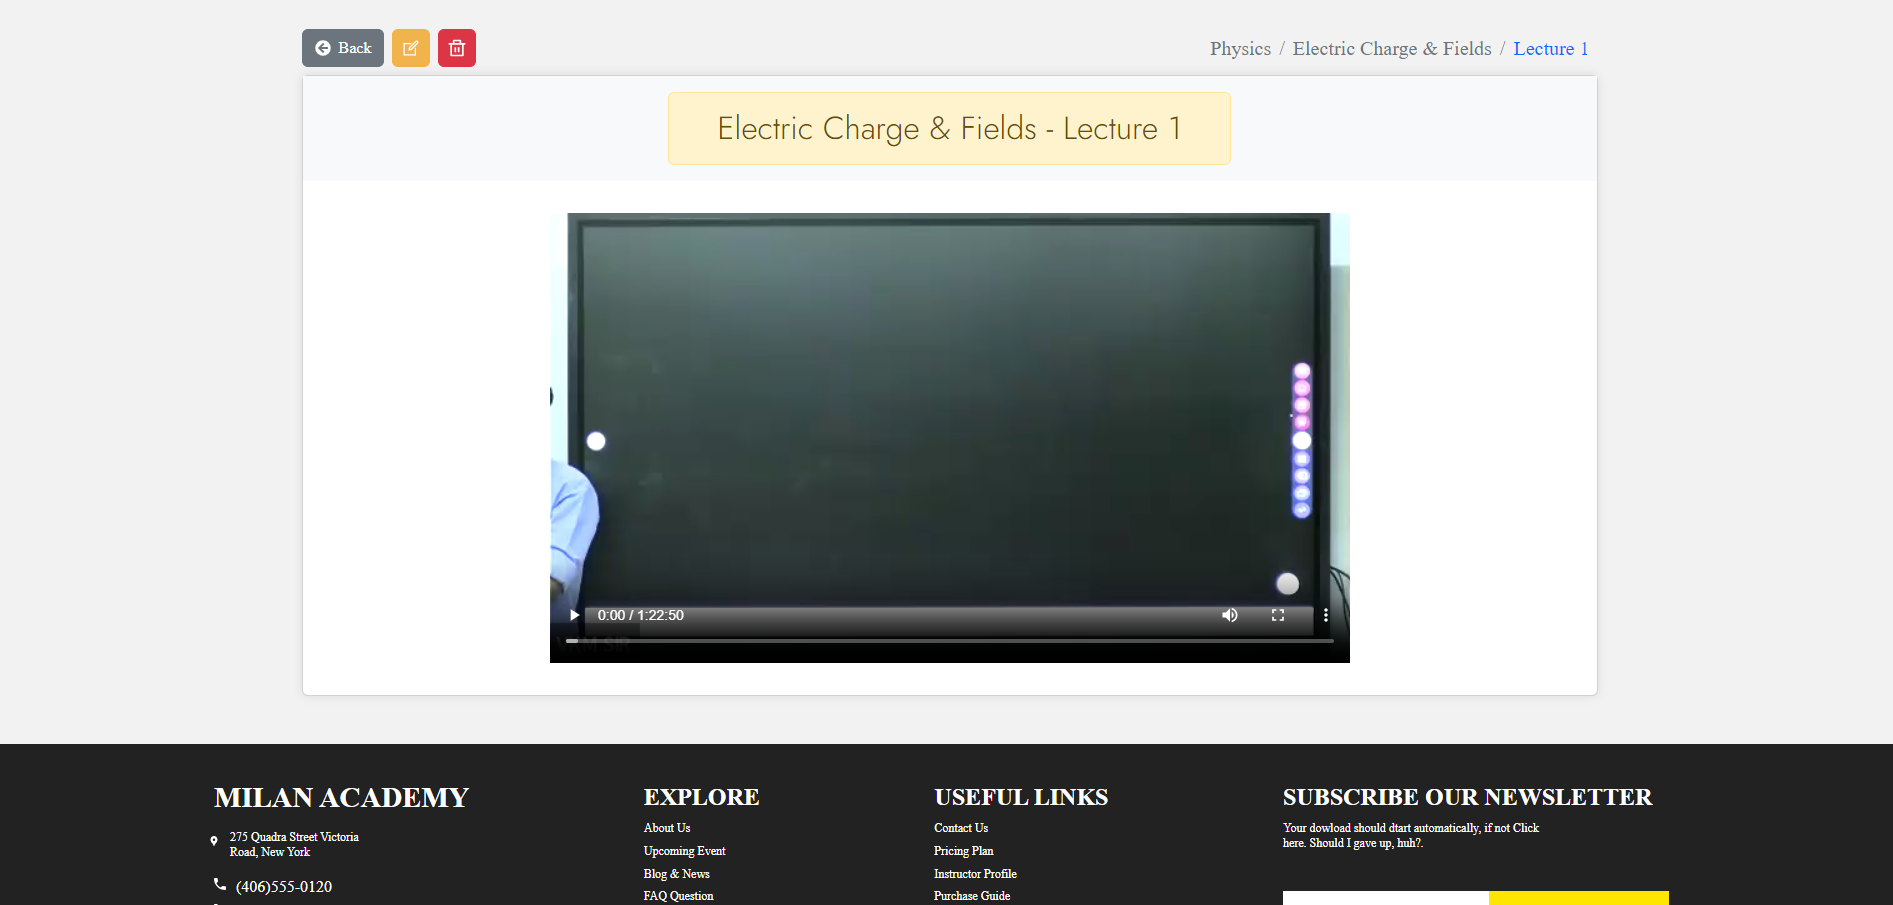 Back
Physics / Electric Charge & Fields / Lecture 1
Electric Charge & Fields - Lecture 1
0:00 / 1:22:50
SIR
MILAN ACADEMY
275 Quadra Street Victoria
Road, New York
(406)555-0120
EXPLORE
About Us
Upcoming Event
Blog & News
FAQ Question
USEFUL LINKS
Contact Us
Pricing Plan
Instructor Profile
Purchase Guide
SUBSCRIBE OUR NEWSLETTER
Your dowload should dtart automatically, if not Click
here. Should I gave up, huh?.